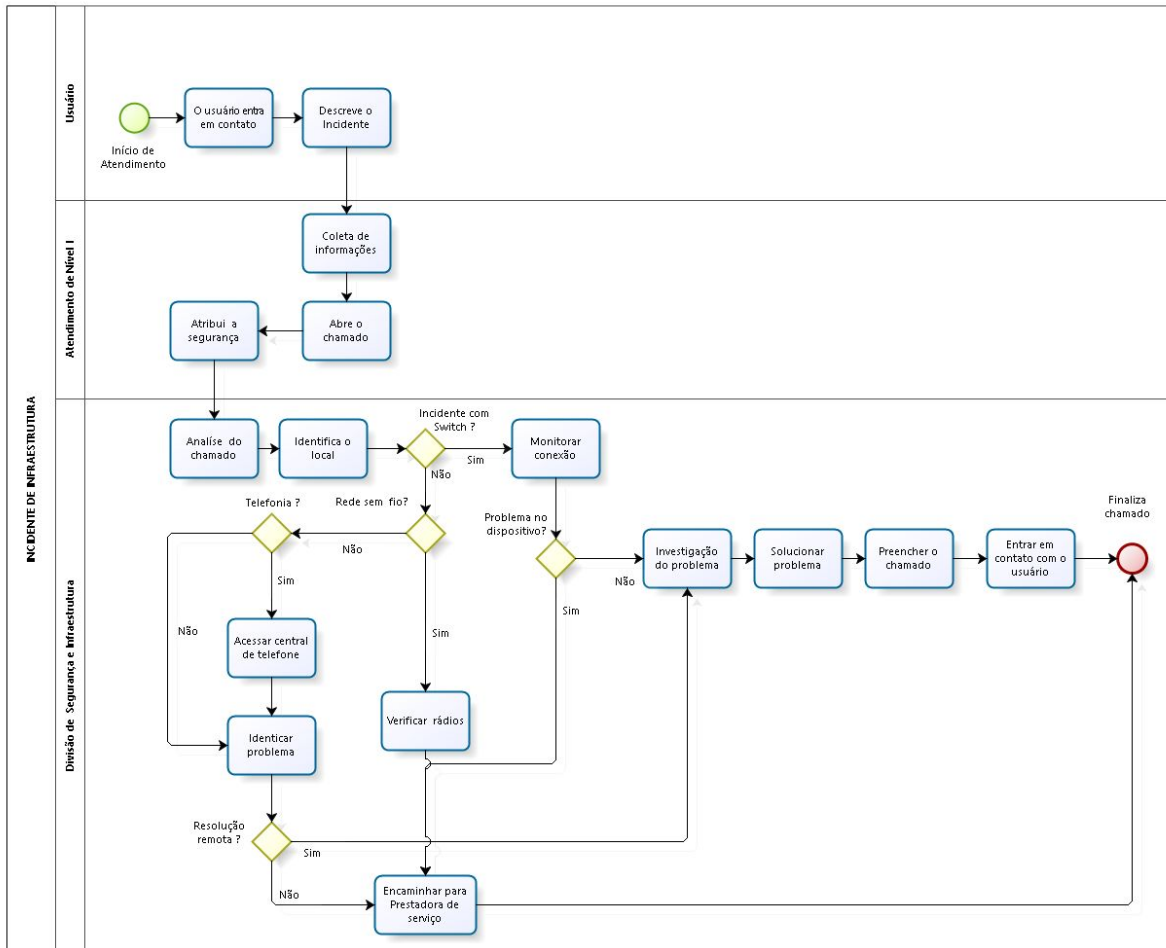 INCIDENTE DE INFRAESTRUTURA
Usuário
Início de
Atendimento
O usuário entra
em contato
Descreve o
Incidente
Atendimento de Nível I
Coleta de
informações
Abre o
chamado
Atribui a
segurança
Divisão de Segurança e Infraestrutur
Analíse do
chamado
Identifica o
local
Incidente com
Switch ?
Sim
Não
Monitorar
conexão
Rede sem fio?
Não
Sim
Telefonia ?
Sim
Não
Problema no
dispositivo?
Não
Sim
Investigação
do problema
Solucionar
problema
Preencher o
chamado
Entrar em
contato com o
usuário
Finaliza
chamado
Acessar central
de telefone
Verificar rádios
Identicar
problema
Resolução
remota ?
Sim
Não
Encaminhar para
Prestadora de
serviço